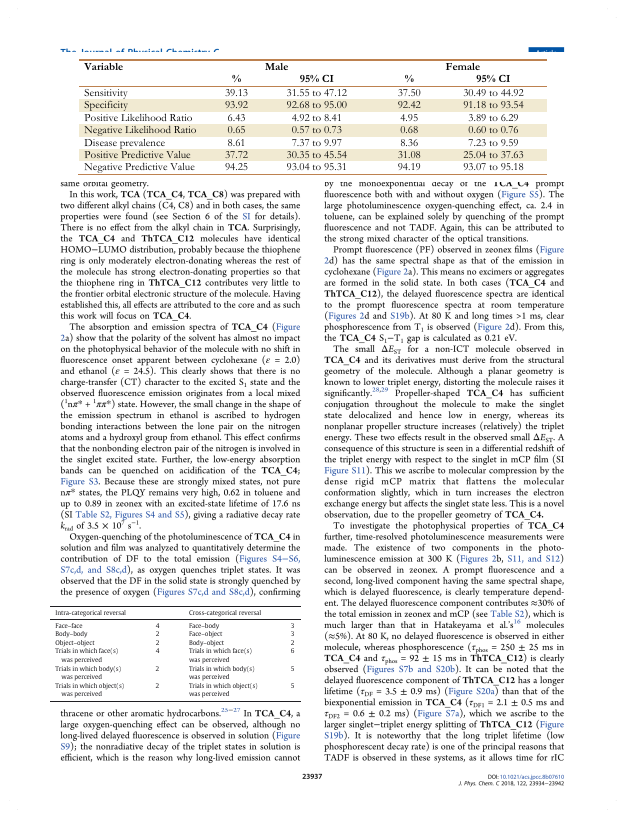 The Journal of Physical Chemistry C
Article
Variable Male Female
% 95% CI % 95% CI
Sensitivity 39.13 31.55 to 47.12 37.50 30.49 to 44.92
Specificity 93.92 92.68 to 95.00 92.42 91.18 to 93.54
Positive Likelihood Ratio 6.43 4.92 to 8.41 4.95 3.89 to 6.29
Negative Likelihood Ratio 0.65 0.57 to 0.73 0.68 0.60 to 0.76
Disease prevalence 8.61 7.37 to 9.97 8.36 7.23 to 9.59
Positive Predictive Value 37.72 30.35 to 45.54 31.08 25.04 to 37.63
Negative Predictive Value 94.25 93.04 to 95.31 94.19 93.07 to 95.18
same orbital geometry.
In this work, TCA (TCA_C4, TCA_C8) was prepared with
two different alkyl chains (C4, C8) and in both cases, the same
properties were found (see Section 6 of the SI for details).
There is no effect from the alkyl chain in TCA. Surprisingly,
the TCA_C4 and ThTCA_C12 molecules have identical
HOMO−LUMO distribution, probably because the thiophene
ring is only moderately electron-donating whereas the rest of
the molecule has strong electron-donating properties so that
the thiophene ring in ThTCA_C12 contributes very little to
the frontier orbital electronic structure of the molecule. Having
established this, all effects are attributed to the core and as such
this work will focus on TCA_C4.
The absorption and emission spectra of TCA_C4 (Figure
2a) show that the polarity of the solvent has almost no impact
on the photophysical behavior of the molecule with no shift in
fluorescence onset apparent between cyclohexane (ε = 2.0)
and ethanol (ε = 24.5). This clearly shows that there is no
charge-transfer (CT) character to the excited S1 state and the
observed fluorescence emission originates from a local mixed
(1nπ* + 1ππ*) state. However, the small change in the shape of
the emission spectrum in ethanol is ascribed to hydrogen
bonding interactions between the lone pair on the nitrogen
atoms and a hydroxyl group from ethanol. This effect confirms
that the nonbonding electron pair of the nitrogen is involved in
the singlet excited state. Further, the low-energy absorption
bands can be quenched on acidification of the TCA_C4;
Figure S3. Because these are strongly mixed states, not pure
nπ* states, the PLQY remains very high, 0.62 in toluene and
up to 0.89 in zeonex with an excited-state lifetime of 17.6 ns
(SI Table S2, Figures S4 and S5), giving a radiative decay rate
krad of 3.5 × 107 s−1.
Oxygen-quenching of the photoluminescence of TCA_C4 in
solution and film was analyzed to quantitatively determine the
contribution of DF to the total emission (Figures S4−S6,
S7c,d, and S8c,d), as oxygen quenches triplet states. It was
observed that the DF in the solid state is strongly quenched by
the presence of oxygen (Figures S7c,d and S8c,d), confirming
Intra-categorical reversal Cross-categorical reversal
Face–face 4 Face–body 3
Body–body 2 Face–object 3
Object–object 2 Body–object 2
Trials in which face(s) 4 Trials in which face(s) 6
was perceived was perceived
Trials in which body(s) 2 Trials in which body(s) 5
was perceived was perceived
Trials in which object(s) 2 Trials in which object(s) 5
was perceived was perceived
thracene or other aromatic hydrocarbons.25−27 In TCA_C4, a
large oxygen-quenching effect can be observed, although no
long-lived delayed fluorescence is observed in solution (Figure
S9); the nonradiative decay of the triplet states in solution is
efficient, which is the reason why long-lived emission cannot
by the monoexponential decay of the TCA_C4 prompt
fluorescence both with and without oxygen (Figure S5). The
large photoluminescence oxygen-quenching effect, ca. 2.4 in
toluene, can be explained solely by quenching of the prompt
fluorescence and not TADF. Again, this can be attributed to
the strong mixed character of the optical transitions.
Prompt fluorescence (PF) observed in zeonex films (Figure
2d) has the same spectral shape as that of the emission in
cyclohexane (Figure 2a). This means no excimers or aggregates
are formed in the solid state. In both cases (TCA_C4 and
ThTCA_C12), the delayed fluorescence spectra are identical
to the prompt fluorescence spectra at room temperature
(Figures 2d and S19b). At 80 K and long times >1 ms, clear
phosphorescence from T1 is observed (Figure 2d). From this,
the TCA_C4 S1−T1 gap is calculated as 0.21 eV.
The small ΔEST for a non-ICT molecule observed in
TCA_C4 and its derivatives must derive from the structural
geometry of the molecule. Although a planar geometry is
known to lower triplet energy, distorting the molecule raises it
significantly.28,29 Propeller-shaped TCA_C4 has sufficient
conjugation throughout the molecule to make the singlet
state delocalized and hence low in energy, whereas its
nonplanar propeller structure increases (relatively) the triplet
energy. These two effects result in the observed small ΔEST. A
consequence of this structure is seen in a differential redshift of
the triplet energy with respect to the singlet in mCP film (SI
Figure S11). This we ascribe to molecular compression by the
dense rigid mCP matrix that flattens the molecular
conformation slightly, which in turn increases the electron
exchange energy but affects the singlet state less. This is a novel
observation, due to the propeller geometry of TCA_C4.
To investigate the photophysical properties of TCA_C4
further, time-resolved photoluminescence measurements were
made. The existence of two components in the photo-
luminescence emission at 300 K (Figures 2b, S11, and S12)
can be observed in zeonex. A prompt fluorescence and a
second, long-lived component having the same spectral shape,
which is delayed fluorescence, is clearly temperature depend-
ent. The delayed fluorescence component contributes ≈30% of
the total emission in zeonex and mCP (see Table S2), which is
much larger than that in Hatakeyama et al.'s16 molecules
(≈5%). At 80 K, no delayed fluorescence is observed in either
molecule, whereas phosphorescence (τphos = 250 ± 25 ms in
TCA_C4 and τphos = 92 ± 15 ms in ThTCA_C12) is clearly
observed (Figures S7b and S20b). It can be noted that the
delayed fluorescence component of ThTCA_C12 has a longer
lifetime (τDF = 3.5 ± 0.9 ms) (Figure S20a) than that of the
biexponential emission in TCA_C4 (τDF1 = 2.1 ± 0.5 ms and
τDF2 = 0.6 ± 0.2 ms) (Figure S7a), which we ascribe to the
larger singlet−triplet energy splitting of ThTCA_C12 (Figure
S19b). It is noteworthy that the long triplet lifetime (low
phosphorescent decay rate) is one of the principal reasons that
TADF is observed in these systems, as it allows time for rIC
23937
DOI: 10.1021/acs.jpcc.8b07610
J. Phys. Chem. C 2018, 122, 23934−23942